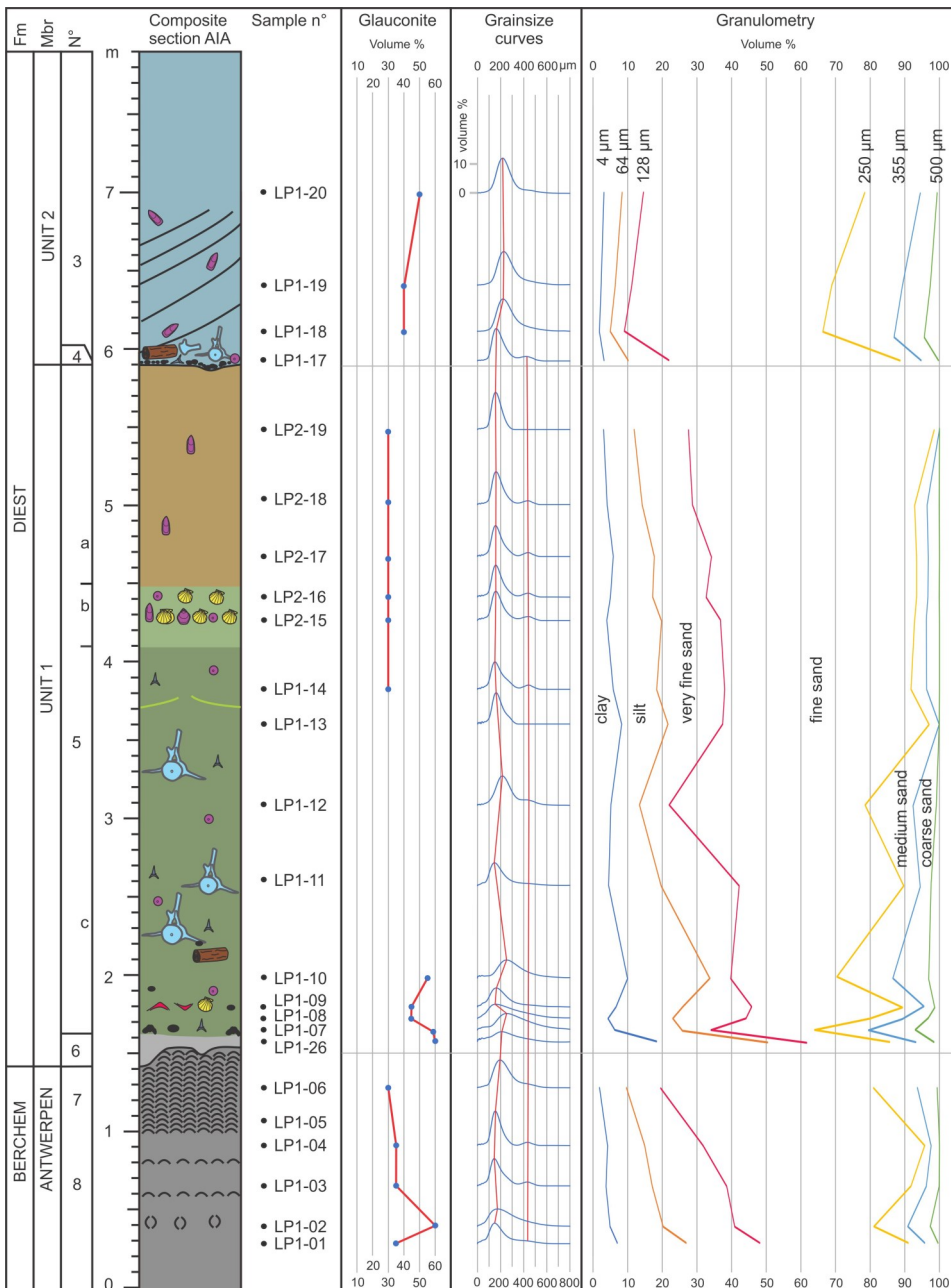 Fm
Mbr
N°
Composite
section AIA
Sample n°
Glauconite
Volume %
Grainsize
curves
Granulometry
Volume %
m
10 30 50
20 40 60
0 200 400 600 µm
0 10 20 30 40 50 60 70 80 90 100
volume %
10
0
4 µm
64 µm
128 µm
250 µm
355 µm
500 µm
7
6
5
4
3
2
1
0
DIEST
BERCHEM
UNIT 2
UNIT 1
ANTWERPEN
3
4
a
b
5
c
6
7
8
LP1-20
LP1-19
LP1-18
LP1-17
LP2-19
LP2-18
LP2-17
LP2-16
LP2-15
LP1-14
LP1-13
LP1-12
LP1-11
LP1-10
LP1-09
LP1-08
LP1-07
LP1-26
LP1-06
LP1-05
LP1-04
LP1-03
LP1-02
LP1-01
clay
silt
very fine sand
fine sand
medium sand
coarse sand
20 40 60
10 30 50
0 200 400 600 800
0 10 20 30 40 50 60 70 80 90 100